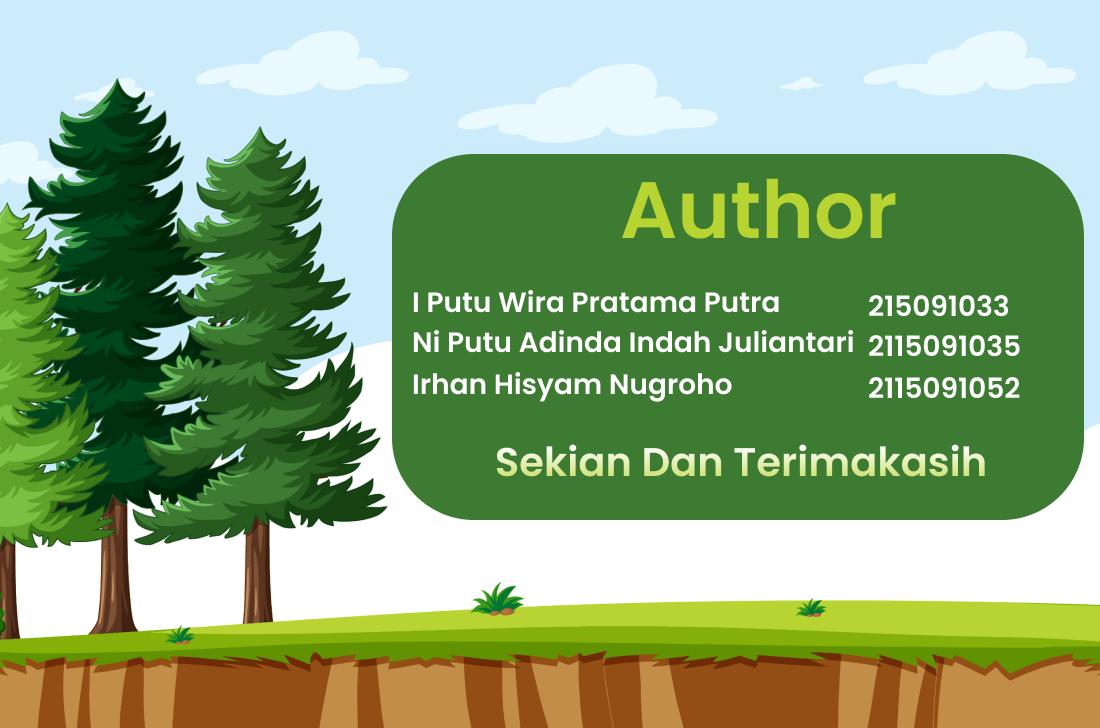 Author
I Putu Wira Pratama Putra 215091033
Ni Putu Adinda Indah Juliantari 2115091035
Irhan Hisyam Nugroho 2115091052
Sekian Dan Terimakasih